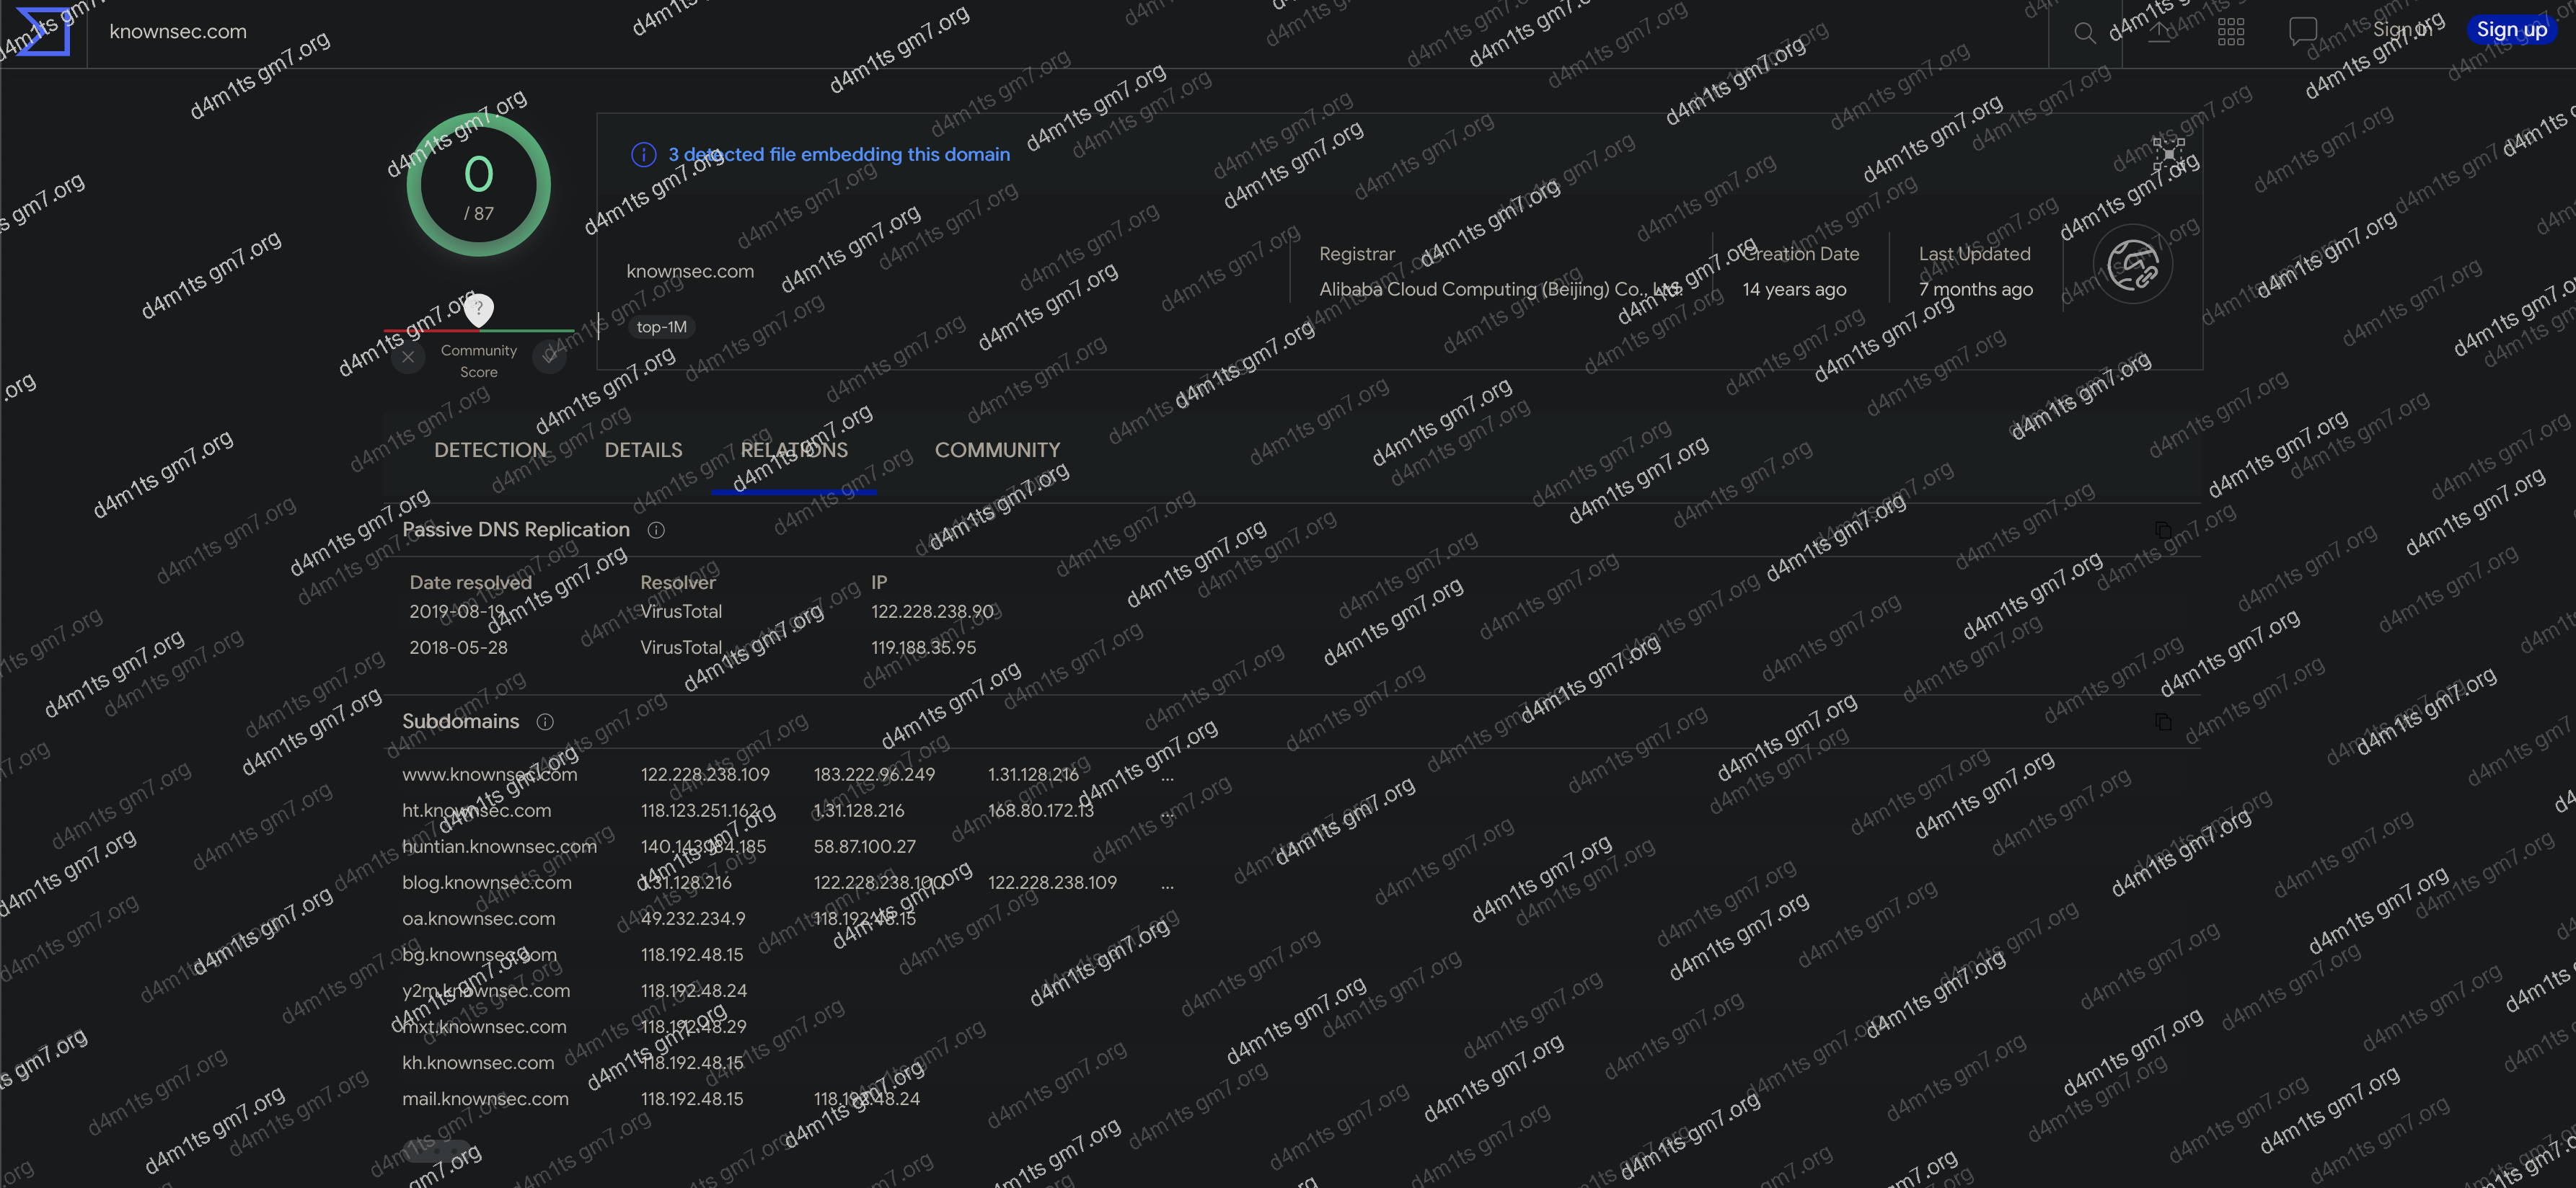 knownsec.com
Sign in
Sign up
0
/ 87
?
Community
Score
3 detected file embedding this domain
knownsec.com
top-1M
Registrar
Alibaba Cloud Computing (Beijing) Co., Ltd.
Creation Date
14 years ago
Last Updated
7 months ago
DETECTION DETAILS RELATIONS COMMUNITY
Passive DNS Replication
Date resolved Resolver IP
2019-08-19 VirusTotal 122.228.238.90
2018-05-28 VirusTotal 119.188.35.95
Subdomains
www.knownsec.com 122.228.238.109 183.222.96.249 1.31.128.216 ...
ht.knownsec.com 118.123.251.162 1.31.128.216 168.80.172.13 ...
huntian.knownsec.com 58.87.100.27
blog.knownsec.com 1.31.128.216 122.228.238.100 122.228.238.109 ...
oa.knownsec.com 49.232.234.9 118.192.48.15
bg.knownsec.com 118.192.48.15
y2m.knownsec.com 118.192.48.24
mxt.knownsec.com 118.192.48.29
kh.knownsec.com 118.192.48.15
mail.knownsec.com 118.192.48.15 118.192.48.24
d4m1ts gm7.org